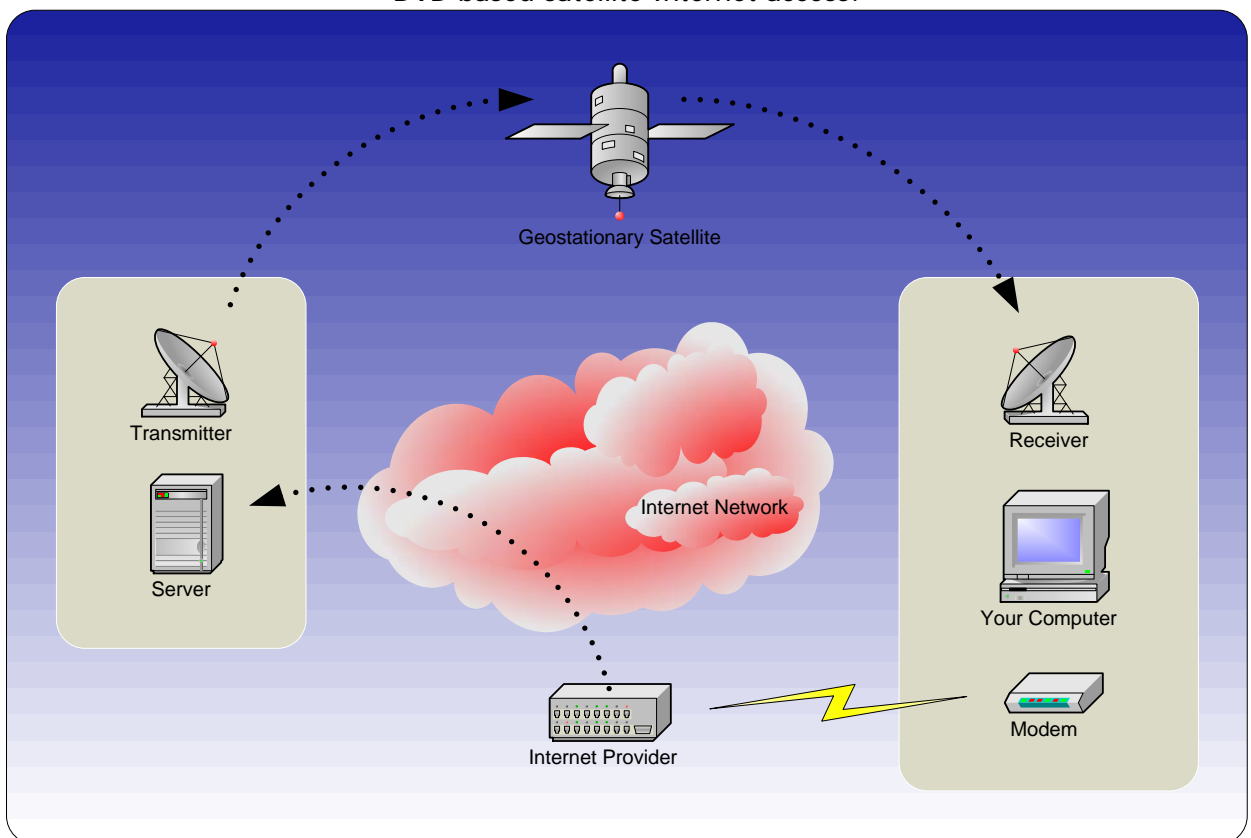 Geostationary Satellite
Transmitter
Receiver
Internet Network
Server
Your Computer
Modem
Internet Provider